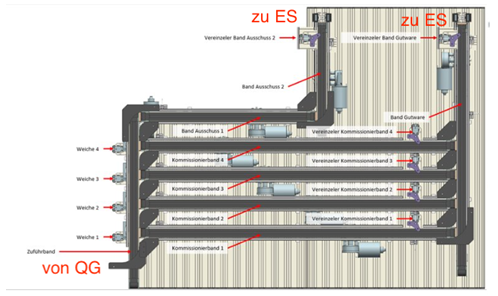 zu ES
zu ES
Vereinzeler Band Ausschuss 2
Vereinzeler Band Gutware
Band Ausschuss 2
Band Gutware
Band Ausschuss 1
Vereinzeler Kommissionierband 4
Weiche 4
Kommissionierband 4
Vereinzeler Kommissionierband 3
Weiche 3
Kommissionierband 3
Vereinzeler Kommissionierband 2
Weiche 2
Kommissionierband 2
Vereinzeler Kommissionierband 1
Weiche 1
Kommissionierband 1
Zuführband
von QG